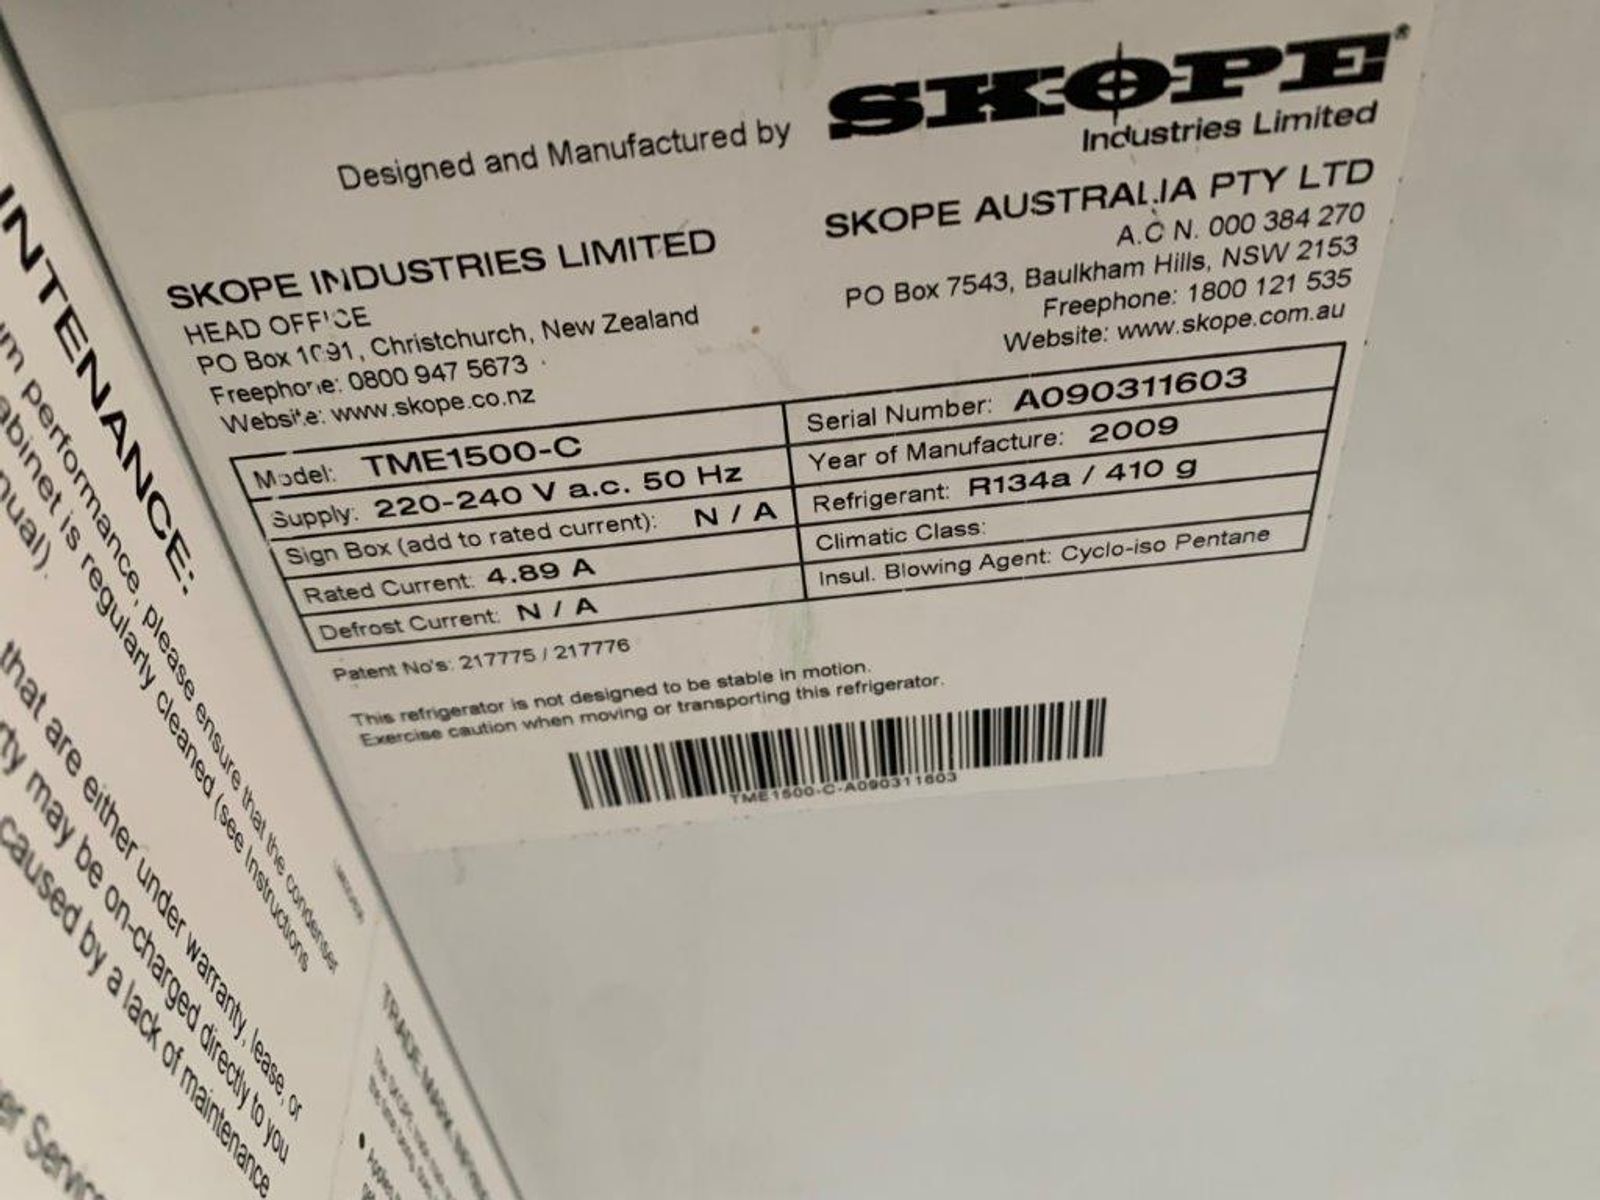 Designed and Manufactured by SKOPE®
Industries Limited
SKOPE INDUSTRIES LIMITED
HEAD OFFICE
PO Box 1091, Christchurch, New Zealand
Freephone: 0800 947 5673
Website: www.skope.co.nz
SKOPE AUSTRALIA PTY LTD
A.C N. 000 384 270
PO Box 7543, Baulkham Hills, NSW 2153
Freephone: 1800 121 535
Website: www.skope.com.au
Model: TME1500-C
Supply: 220-240 V a.c. 50 Hz
Sign Box (add to rated current): N / A
Rated Current: 4.89 A
Defrost Current: N / A
Serial Number: A090311603
Year of Manufacture: 2009
Refrigerant: R134a / 410 g
Climatic Class:
Insul. Blowing Agent: Cyclo-iso Pentane
Patent No's: 217775 / 217776
This refrigerator is not designed to be stable in motion.
Exercise caution when moving or transporting this refrigerator.
TME1500-C-A090311603
INTENANCE:
performance, please ensure that the condenser
abinet is regularly cleaned (see Instructions
nual).
that are either under warranty, lease, or
rty may be on-charged directly to you
caused by a lack of maintenance
er Servic
TRADE MARK